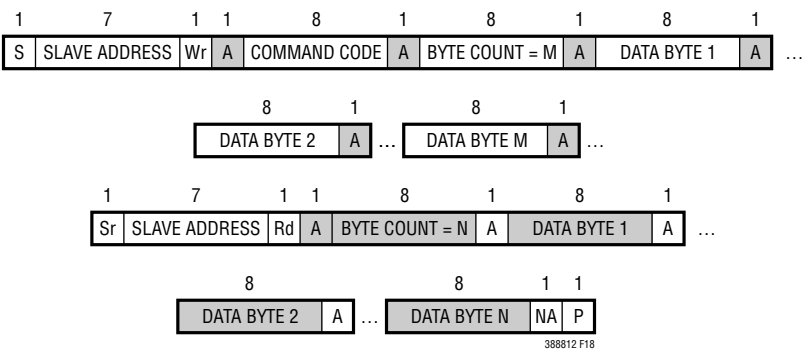 1 7 1 1 8 1 8 1 8 1
S SLAVE ADDRESS Wr A COMMAND CODE A BYTE COUNT = M A DATA BYTE 1 A …
8 1 8 1
DATA BYTE 2 A … DATA BYTE M A …
1 7 1 1 8 1 8 1
Sr SLAVE ADDRESS Rd A BYTE COUNT = N A DATA BYTE 1 A …
8 1 8 1 1
DATA BYTE 2 A … DATA BYTE N NA P
388812 F18